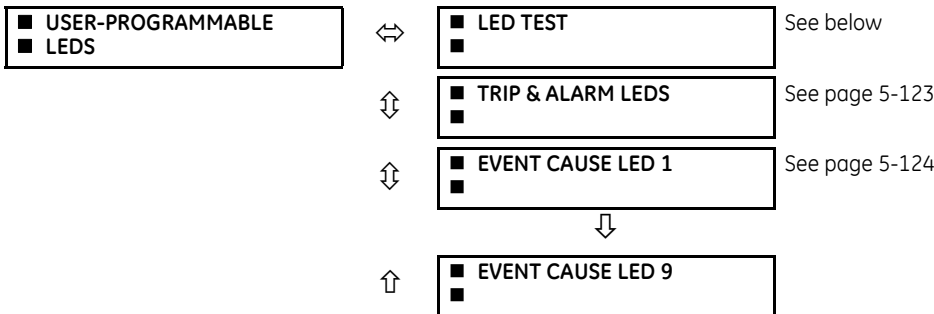 ■ USER-PROGRAMMABLE
■ LEDS
■ LED TEST
■
See below
■ TRIP & ALARM LEDS
■
See page 5-123
■ EVENT CAUSE LED 1
■
See page 5-124
■ EVENT CAUSE LED 9
■